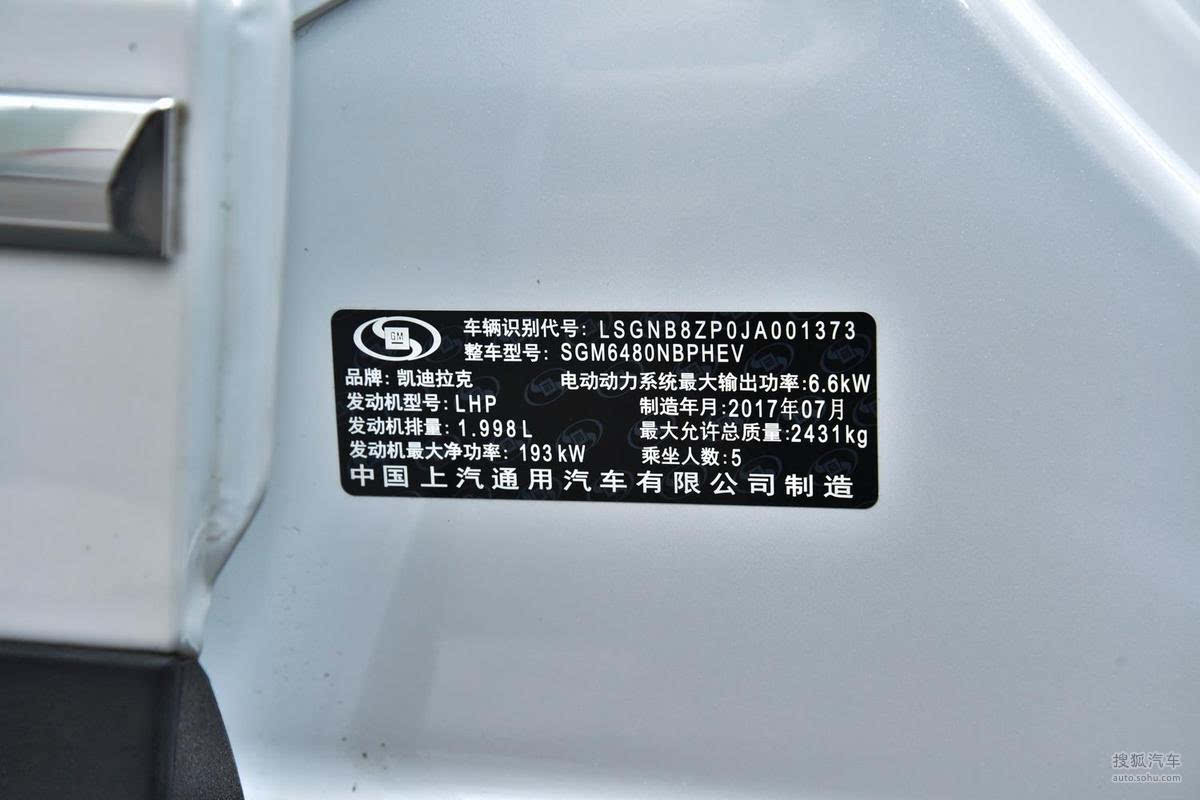 GM
车辆识别代号: LSGNB8ZP0JA001373
整车型号: SGM6480NBPHEV
品牌: 凯迪拉克 电动动力系统最大输出功率:6.6kW
发动机型号: LHP 制造年月:2017年07月
发动机排量: 1.998L 最大允许总质量:2431kg
发动机最大净功率: 193kW 乘坐人数:5
中国上汽通用汽车有限公司制造
搜狐汽车
auto.sohu.com